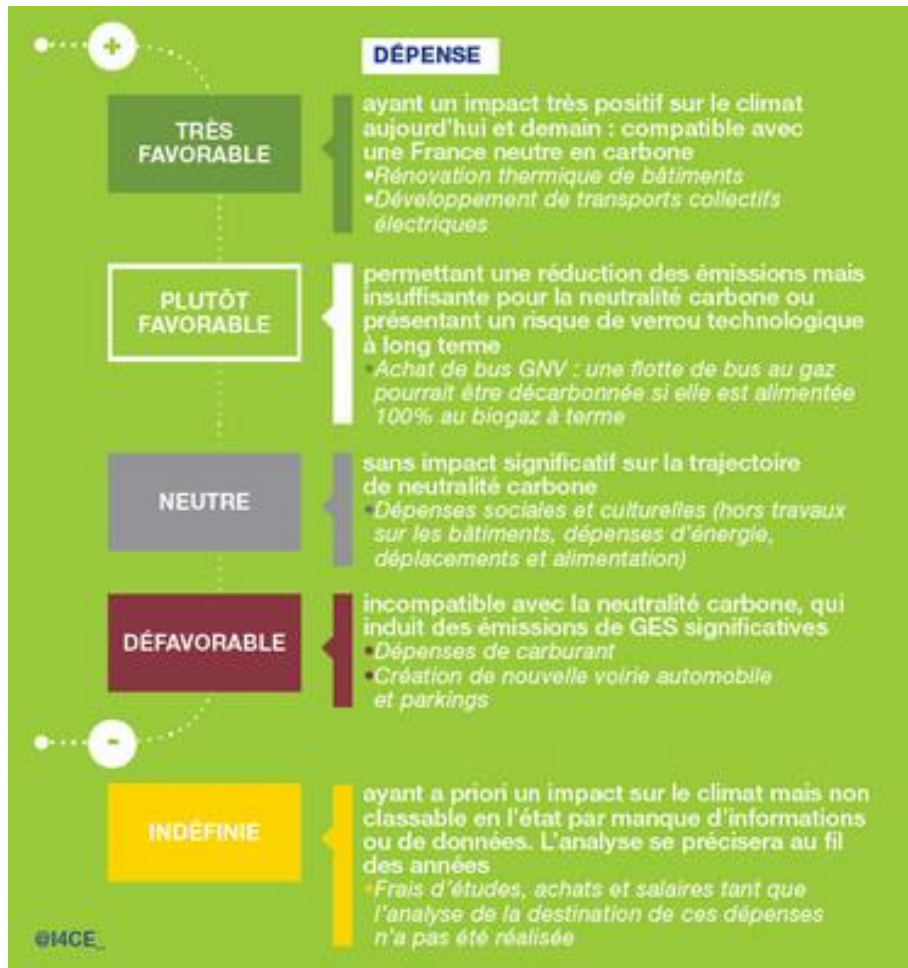 +
DÉPENSE
TRÈS
FAVORABLE
ayant un impact très positif sur le climat
aujourd'hui et demain : compatible avec
une France neutre en carbone
•Rénovation thermique de bâtiments
•Développement de transports collectifs
électriques
PLUTÔT
FAVORABLE
permettant une réduction des émissions mais
insuffisante pour la neutralité carbone ou
présentant un risque de verrou technologique
à long terme
•Achat de bus GNV : une flotte de bus au gaz
pourrait être décarbonnée si elle est alimentée
100% au biogaz à terme
NEUTRE
sans impact significatif sur la trajectoire
de neutralité carbone
•Dépenses sociales et culturelles (hors travaux
sur les bâtiments, dépenses d'énergie,
déplacements et alimentation)
DÉFAVORABLE
incompatible avec la neutralité carbone, qui
induit des émissions de GES significatives
•Dépenses de carburant
•Création de nouvelle voirie automobile
et parkings
-
INDÉFINIE
ayant a priori un impact sur le climat mais non
classable en l'état par manque d'informations
ou de données. L'analyse se précisera au fil
des années
•Frais d'études, achats et salaires tant que
l'analyse de la destination de ces dépenses
n'a pas été réalisée
@I4CE_